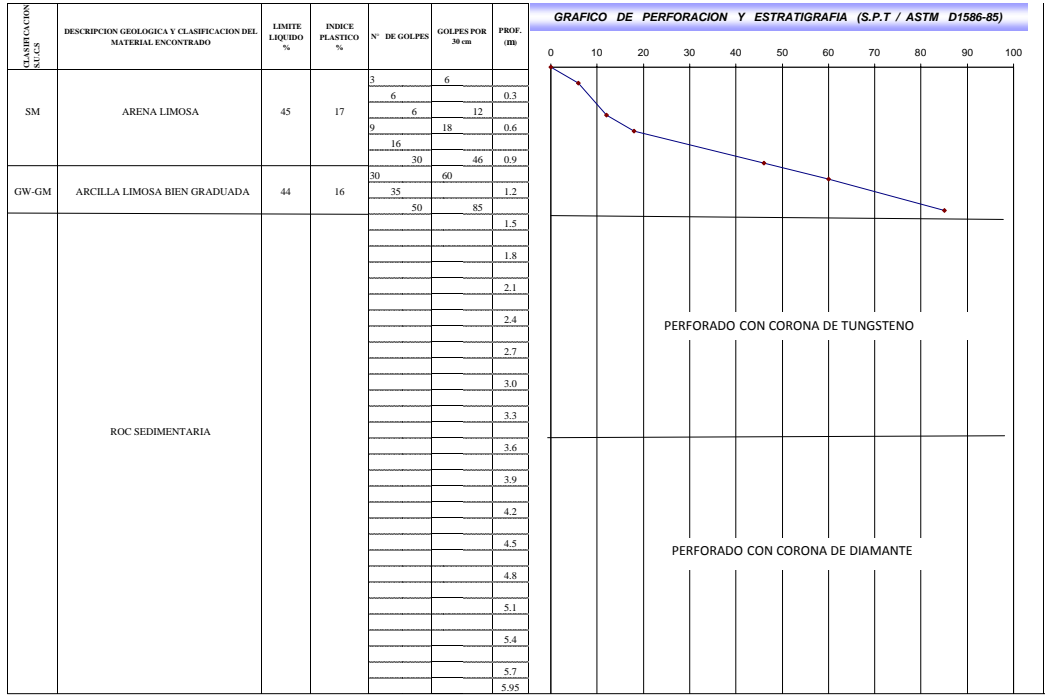 CLASIFICACION
S.U.C.S
DESCRIPCION GEOLOGICA Y CLASIFICACION DEL
MATERIAL ENCONTRADO
LIMITE
LIQUIDO
%
INDICE
PLASTICO
%
N° DE GOLPES
GOLPES POR
30 cm
PROF.
(m)
GRAFICO DE PERFORACION Y ESTRATIGRAFIA (S.P.T / ASTM D1586-85)
0 10 20 30 40 50 60 70 80 90 100
3 6
6 0.3
SM ARENA LIMOSA 45 17 6 12
9 18 0.6
16
30 46 0.9
30 60
GW-GM ARCILLA LIMOSA BIEN GRADUADA 44 16 35 1.2
50 85
1.5
1.8
2.1
2.4
PERFORADO CON CORONA DE TUNGSTENO
2.7
3.0
3.3
ROC SEDIMENTARIA
3.6
3.9
4.2
4.5
PERFORADO CON CORONA DE DIAMANTE
4.8
5.1
5.4
5.7
5.95